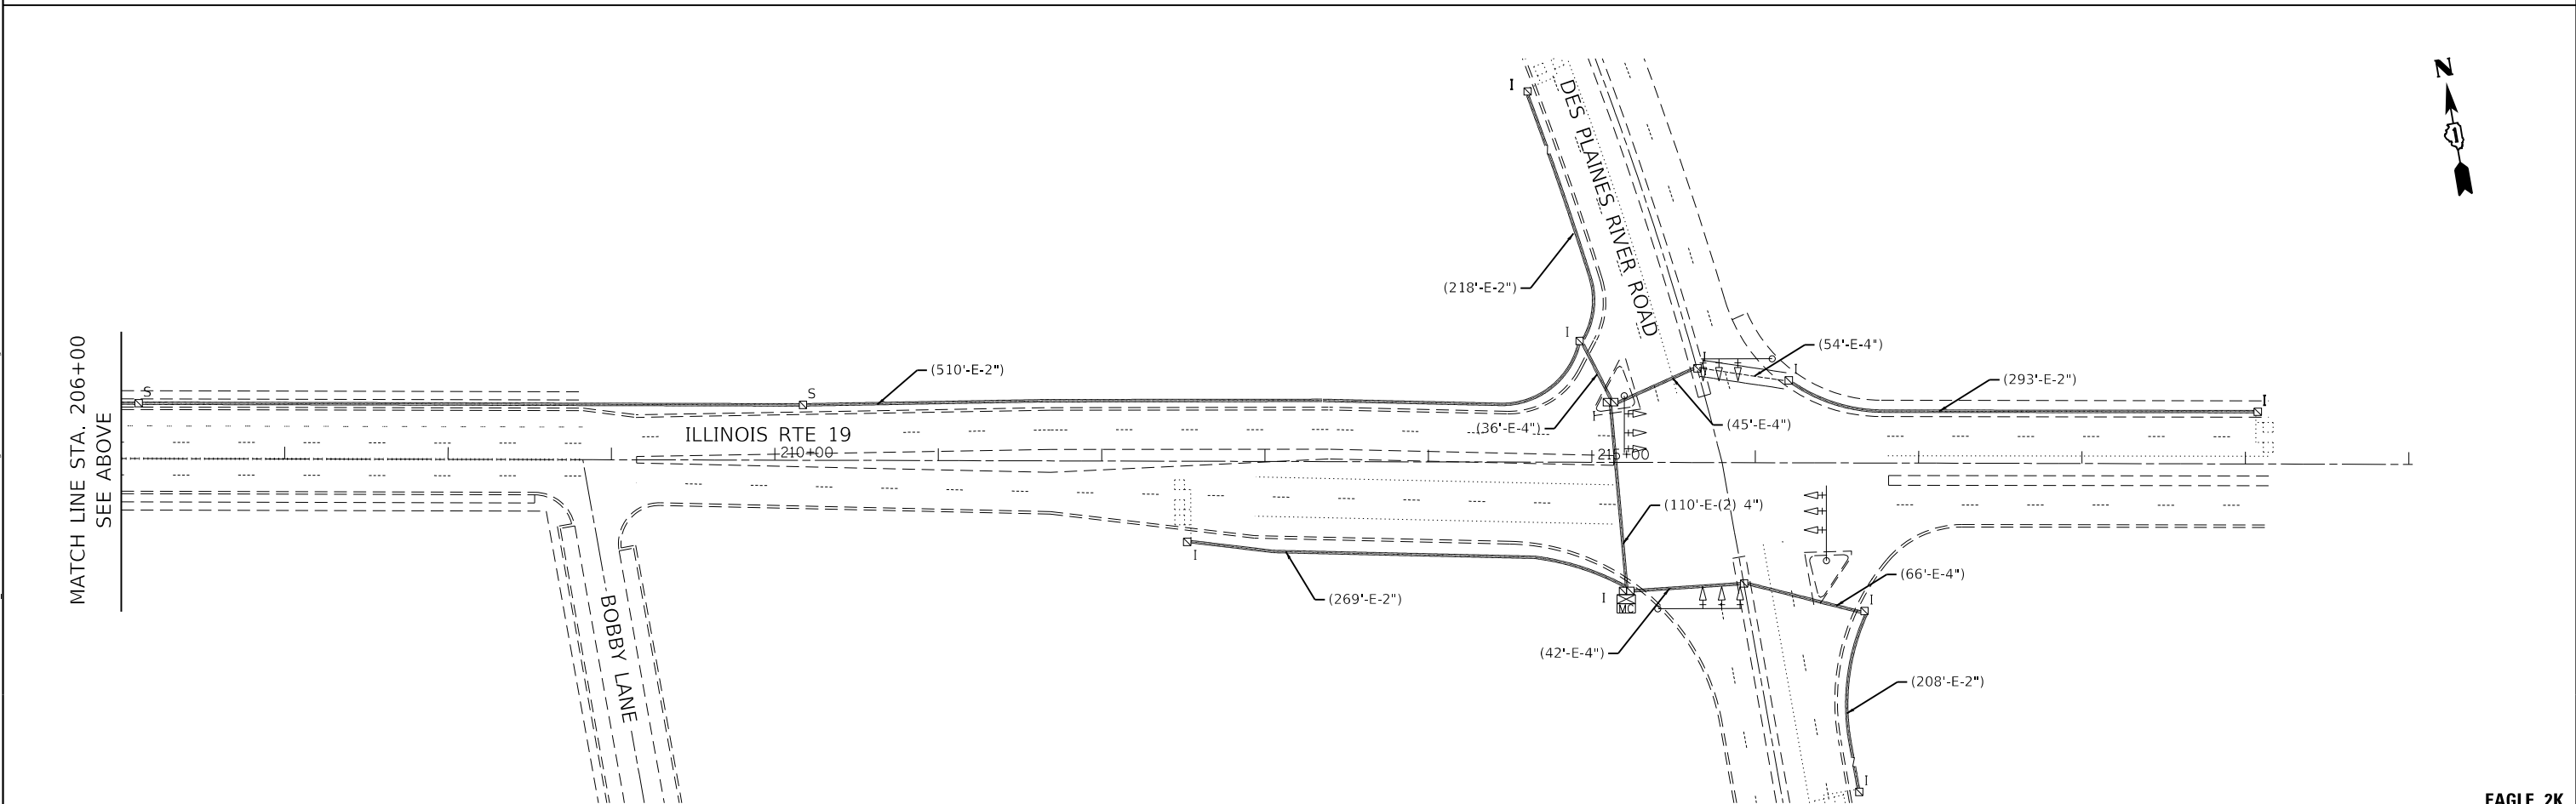 N
I
DES PLAINES RIVER ROAD
(218'-E-2")
I
MATCH LINE STA. 206+00
SEE ABOVE
S
S
(510'-E-2")
I
I
(54'-E-4")
(293'-E-2")
I
(36'-E-4")
I
(45'-E-4")
ILLINOIS RTE 19
210+00
215+00
(110'-E-(2) 4")
I
(269'-E-2")
I
MC
(66'-E-4")
I
BOBBY LANE
(42'-E-4")
(208'-E-2")
I
EAGLE 2K